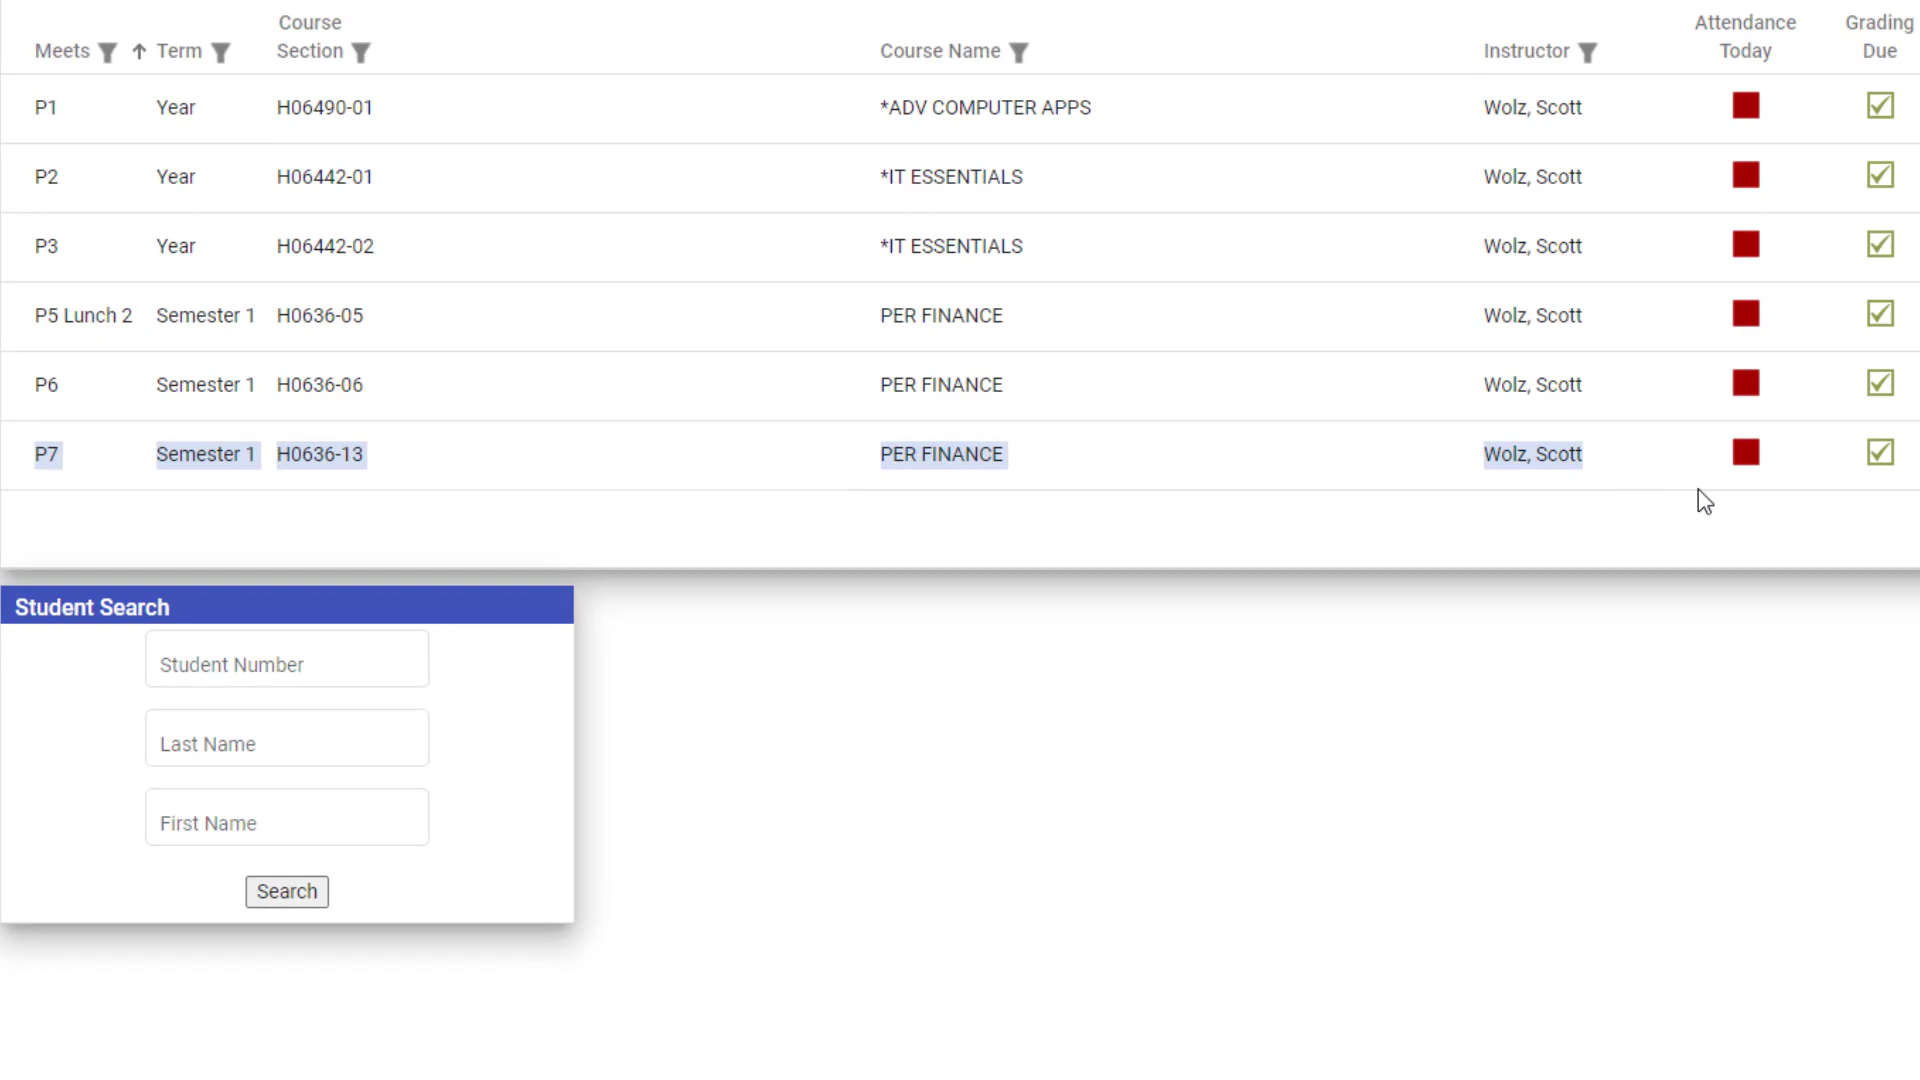 Meets Term Course Section Course Name Instructor Attendance Today Grading Due
P1 Year H06490-01 *ADV COMPUTER APPS Wolz, Scott
P2 Year H06442-01 *IT ESSENTIALS Wolz, Scott
P3 Year H06442-02 *IT ESSENTIALS Wolz, Scott
P5 Lunch 2 Semester 1 H0636-05 PER FINANCE Wolz, Scott
P6 Semester 1 H0636-06 PER FINANCE Wolz, Scott
P7 Semester 1 H0636-13 PER FINANCE Wolz, Scott
Student Search
Student Number
Last Name
First Name
Search